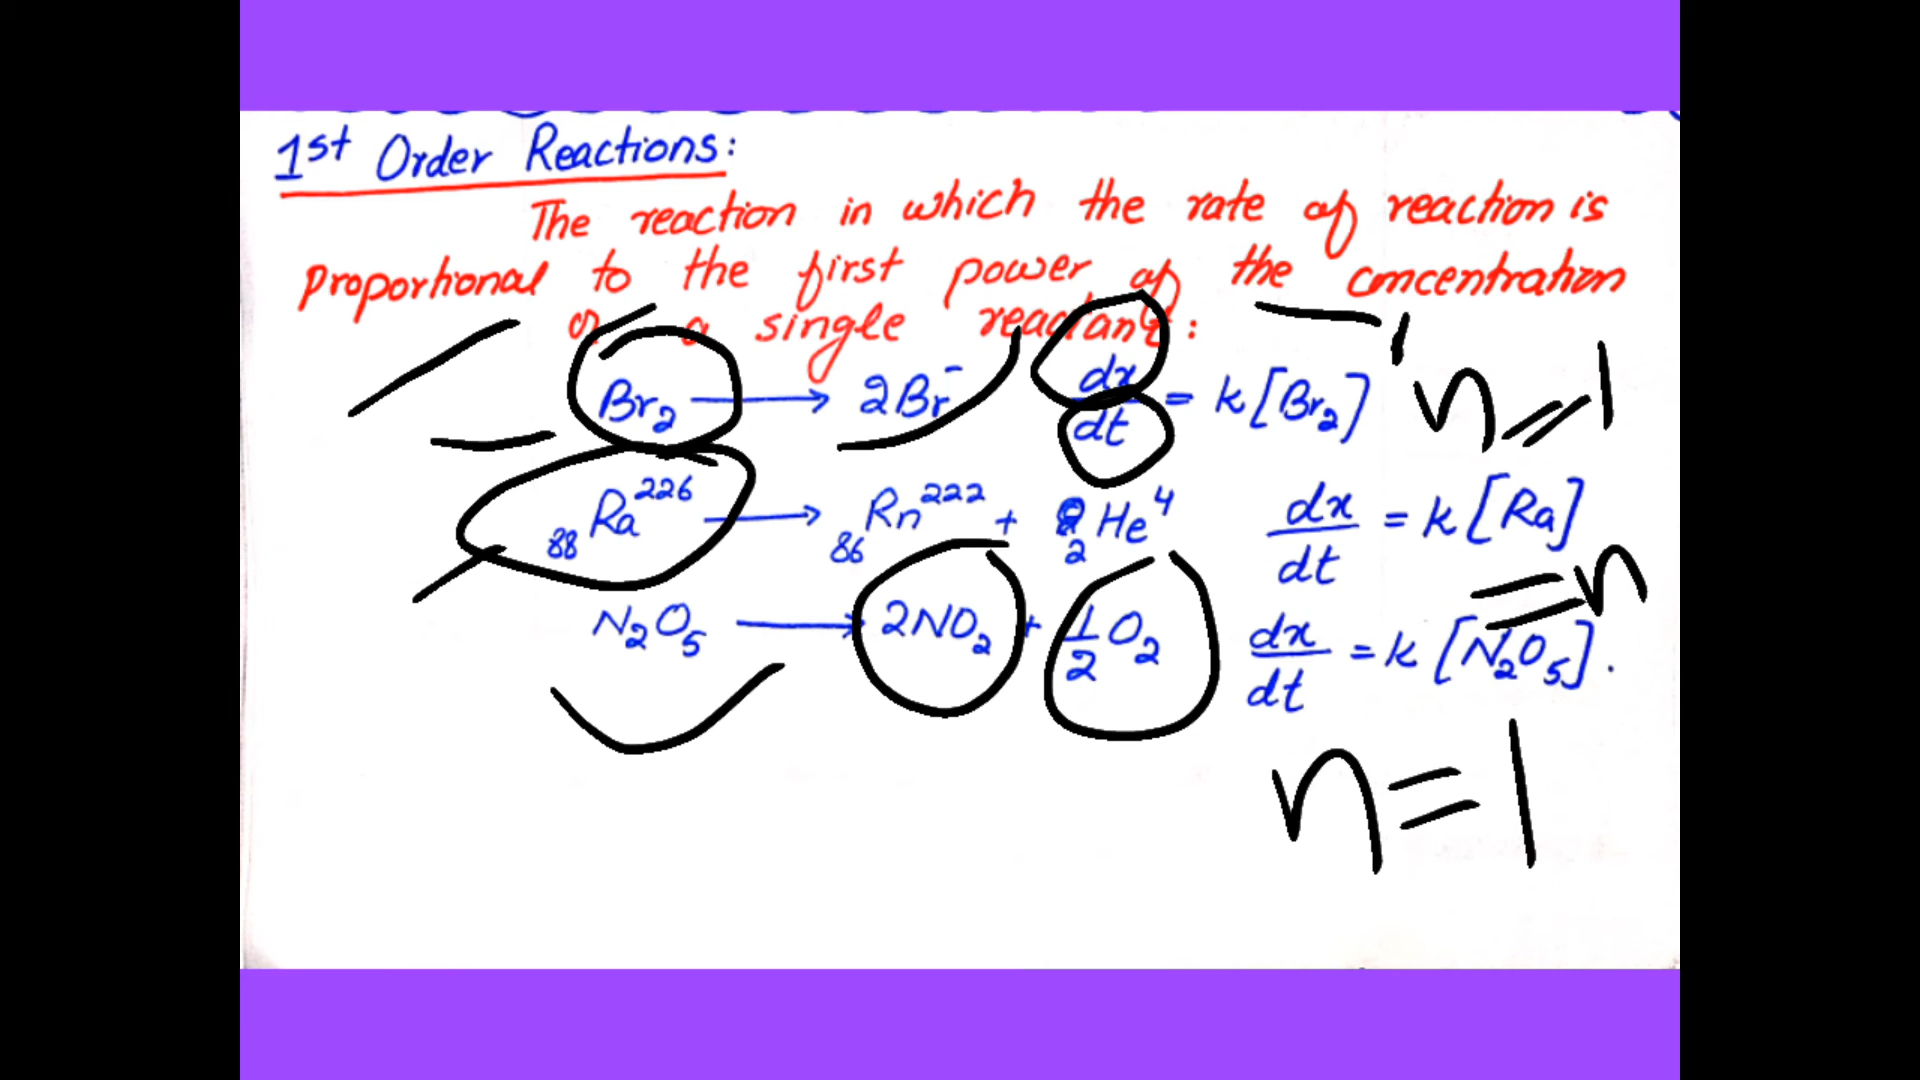 1st Order Reactions:
The reaction in which the rate of reaction is
Proportional to the first power of the concentration
of a single reactant:
Br₂ → 2Br⁻ dx/dt = k[Br₂] n=1
₈₈Ra²²⁶ → ₈₆Rn²²² + ₂He⁴ dx/dt = k[Ra]
=n
N₂O₅ → 2NO₂ + 1/2 O₂ dx/dt = k[N₂O₅].
n=1